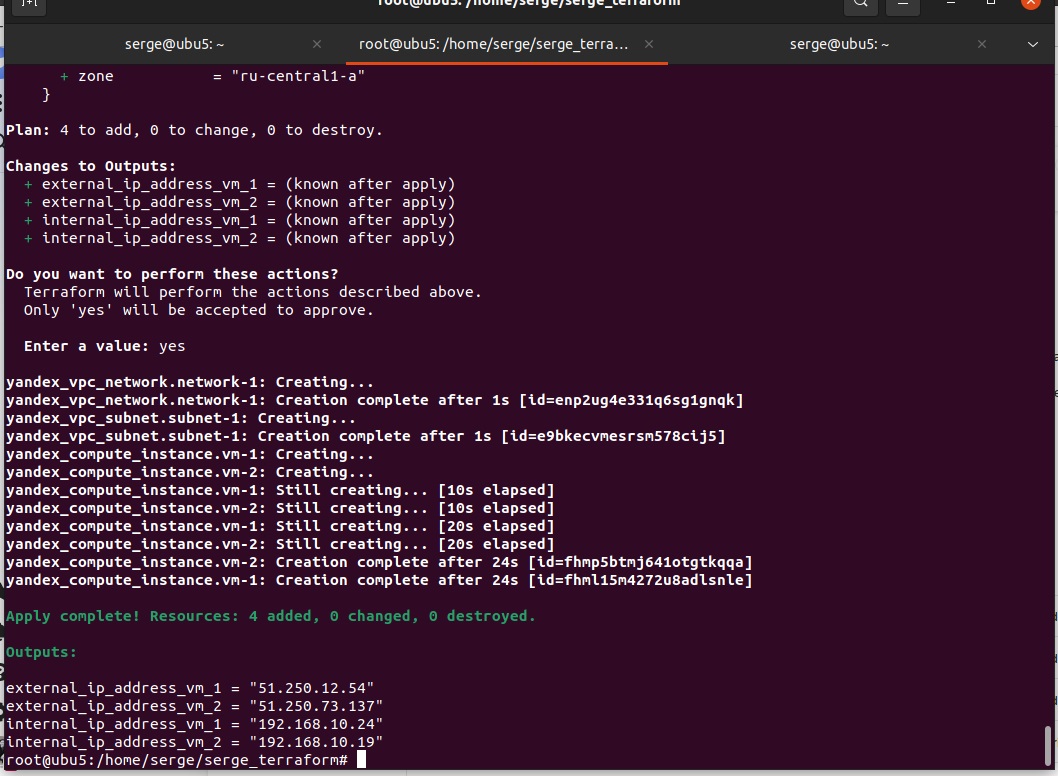 root@ubu5: /home/serge/serge_terraform
serge@ubu5: ~
root@ubu5: /home/serge/serge_terra...
serge@ubu5: ~
+ zone = "ru-central1-a"
}
Plan: 4 to add, 0 to change, 0 to destroy.
Changes to Outputs:
+ external_ip_address_vm_1 = (known after apply)
+ external_ip_address_vm_2 = (known after apply)
+ internal_ip_address_vm_1 = (known after apply)
+ internal_ip_address_vm_2 = (known after apply)
Do you want to perform these actions?
Terraform will perform the actions described above.
Only 'yes' will be accepted to approve.
Enter a value: yes
yandex_vpc_network.network-1: Creating...
yandex_vpc_network.network-1: Creation complete after 1s [id=enp2ug4e331q6sg1gnqk]
yandex_vpc_subnet.subnet-1: Creating...
yandex_vpc_subnet.subnet-1: Creation complete after 1s [id=e9bkecvmesrsm578cij5]
yandex_compute_instance.vm-1: Creating...
yandex_compute_instance.vm-2: Creating...
yandex_compute_instance.vm-1: Still creating... [10s elapsed]
yandex_compute_instance.vm-2: Still creating... [10s elapsed]
yandex_compute_instance.vm-1: Still creating... [20s elapsed]
yandex_compute_instance.vm-2: Still creating... [20s elapsed]
yandex_compute_instance.vm-2: Creation complete after 24s [id=fhmp5btmj641otgtkqqa]
yandex_compute_instance.vm-1: Creation complete after 24s [id=fhml15m4272u8adlsnle]
Apply complete! Resources: 4 added, 0 changed, 0 destroyed.
Outputs:
external_ip_address_vm_1 = "51.250.12.54"
external_ip_address_vm_2 = "51.250.73.137"
internal_ip_address_vm_1 = "192.168.10.24"
internal_ip_address_vm_2 = "192.168.10.19"
root@ubu5:/home/serge/serge_terraform#